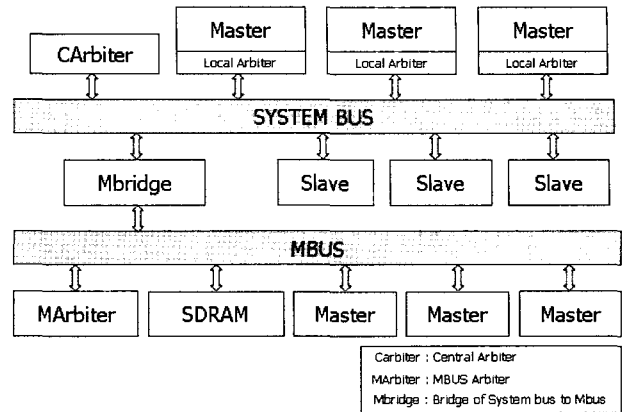 CArbiter
Master
Local Arbiter
Master
Local Arbiter
Master
Local Arbiter
SYSTEM BUS
Mbridge
Slave
Slave
Slave
MBUS
MArbiter
SDRAM
Master
Master
Master
Carbiter : Central Arbiter
MArbiter : MBUS Arbiter
Mbridge : Bridge of System bus to Mbus